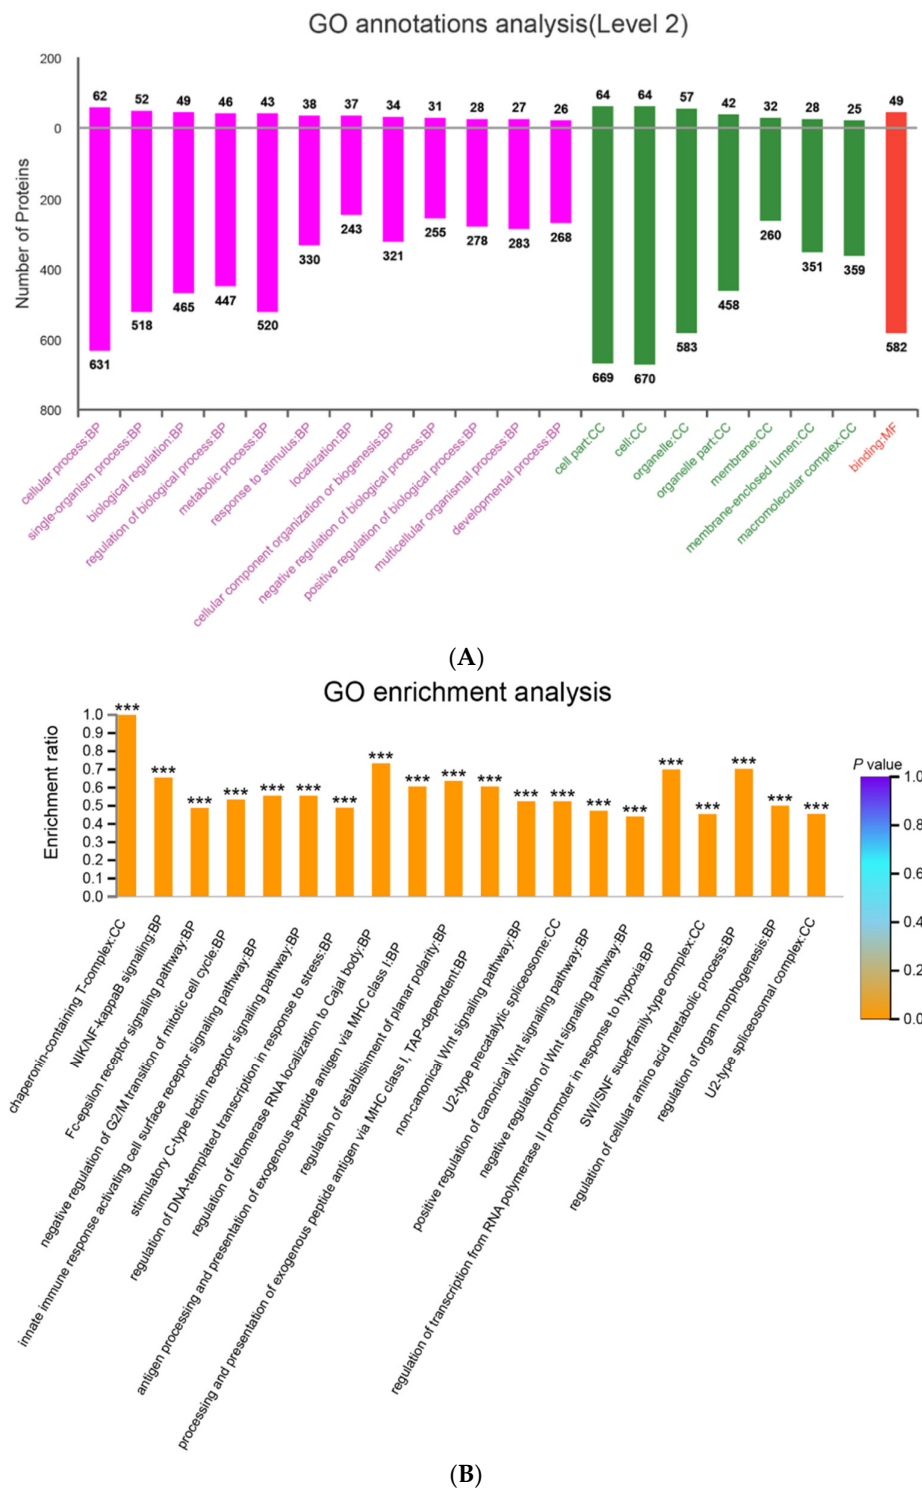 GO annotations analysis(Level 2)
Number of Proteins
200
0
200
400
600
800
62 52 49 46 43 38 37 34 31 28 27 26 64 64 57 42 32 28 25 49
631 518 465 447 520 330 243 321 255 278 283 268 669 670 583 458 260 351 359 582
cellular process:BP
single-organism process:BP
biological regulation:BP
regulation of biological process:BP
metabolic process:BP
response to stimulus:BP
localization:BP
cellular component organization or biogenesis:BP
negative regulation of biological process:BP
positive regulation of biological process:BP
multicellular organismal process:BP
developmental process:BP
cell part:CC
cell:CC
organelle:CC
organelle part:CC
membrane:CC
membrane-enclosed lumen:CC
macromolecular complex:CC
binding:MF
(A)
GO enrichment analysis
Enrichment ratio
1.0
0.9
0.8
0.7
0.6
0.5
0.4
0.3
0.2
0.1
0.0
*** *** *** *** *** *** *** *** *** *** *** *** *** *** *** *** *** *** *** ***
chaperonin-containing T-complex:CC
NIK/NF-kappaB signaling:BP
Fc-epsilon receptor signaling pathway:BP
negative regulation of G2/M transition of mitotic cell cycle:BP
innate immune response activating cell surface receptor signaling pathway:BP
stimulatory C-type lectin receptor signaling pathway:BP
regulation of DNA-templated transcription in response to stress:BP
regulation of telomerase RNA localization to Cajal body:BP
antigen processing and presentation of exogenous peptide antigen via MHC class I:BP
regulation of establishment of planar polarity:BP
processing and presentation of exogenous peptide antigen via MHC class I, TAP-dependent:BP
non-canonical Wnt signaling pathway:BP
U2-type precatalytic spliceosome:CC
positive regulation of canonical Wnt signaling pathway:BP
negative regulation of Wnt signaling pathway:BP
regulation of transcription from RNA polymerase II promoter in response to hypoxia:BP
SWI/SNF superfamily-type complex:CC
regulation of cellular amino acid metabolic process:BP
regulation of organ morphogenesis:BP
U2-type spliceosomal complex:CC
P value
1.0
0.8
0.6
0.4
0.2
0.0
(B)